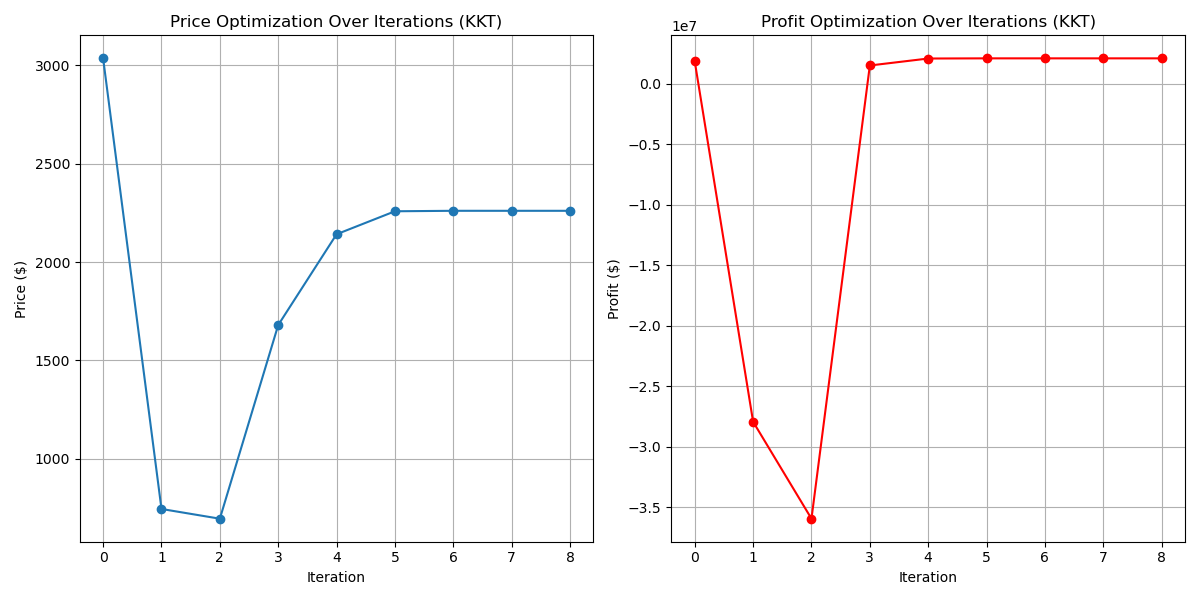 Price Optimization Over Iterations (KKT)
3000
2500
2000
1500
1000
Price ($)
0 1 2 3 4 5 6 7 8
Iteration
Profit Optimization Over Iterations (KKT)
1e7
0.0
−0.5
−1.0
−1.5
−2.0
−2.5
−3.0
−3.5
Profit ($)
0 1 2 3 4 5 6 7 8
Iteration